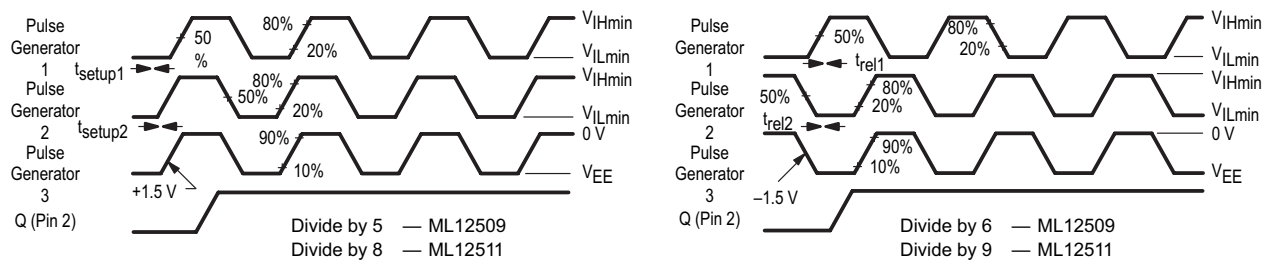 Pulse
Generator
1
Pulse
Generator
2
Pulse
Generator
3
Q (Pin 2)
tsetup1
tsetup2
50
%
80%
20%
VIHmin
VILmin
50%
80%
20%
VIHmin
VILmin
+1.5 V
90%
10%
0 V
VEE
Divide by 5 — ML12509
Divide by 8 — ML12511
Pulse
Generator
1
Pulse
Generator
2
Pulse
Generator
3
Q (Pin 2)
50%
80%
20%
VIHmin
VILmin
trel1
50%
80%
20%
VIHmin
VILmin
trel2
–1.5 V
90%
10%
0 V
VEE
Divide by 6 — ML12509
Divide by 9 — ML12511